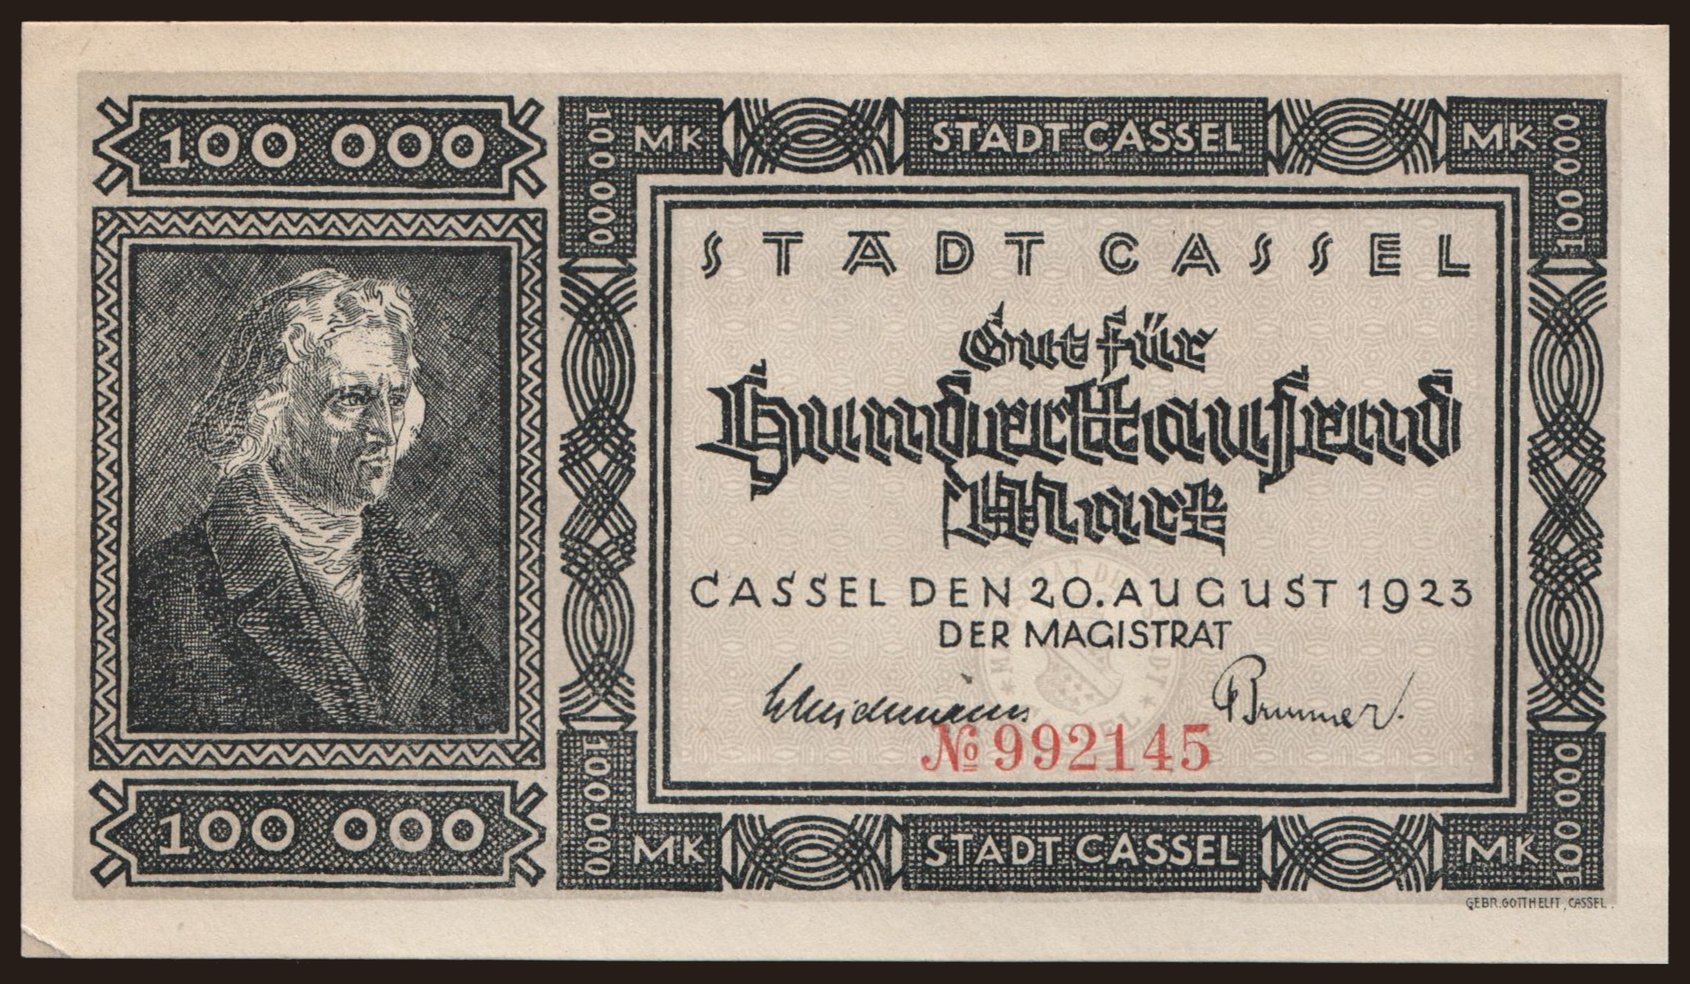 100 000
100 000
100 000
MK
STADT CASSEL
MK
100 000
STADT CASSEL
Gut für
Hunderttausend
Mark
CASSEL DEN 20. AUGUST 1923
DER MAGISTRAT
Scheidemann
Brunner.
№ 992145
100 000
MK
STADT CASSEL
MK
100 000
GEBR. GOTTHELFT, CASSEL.